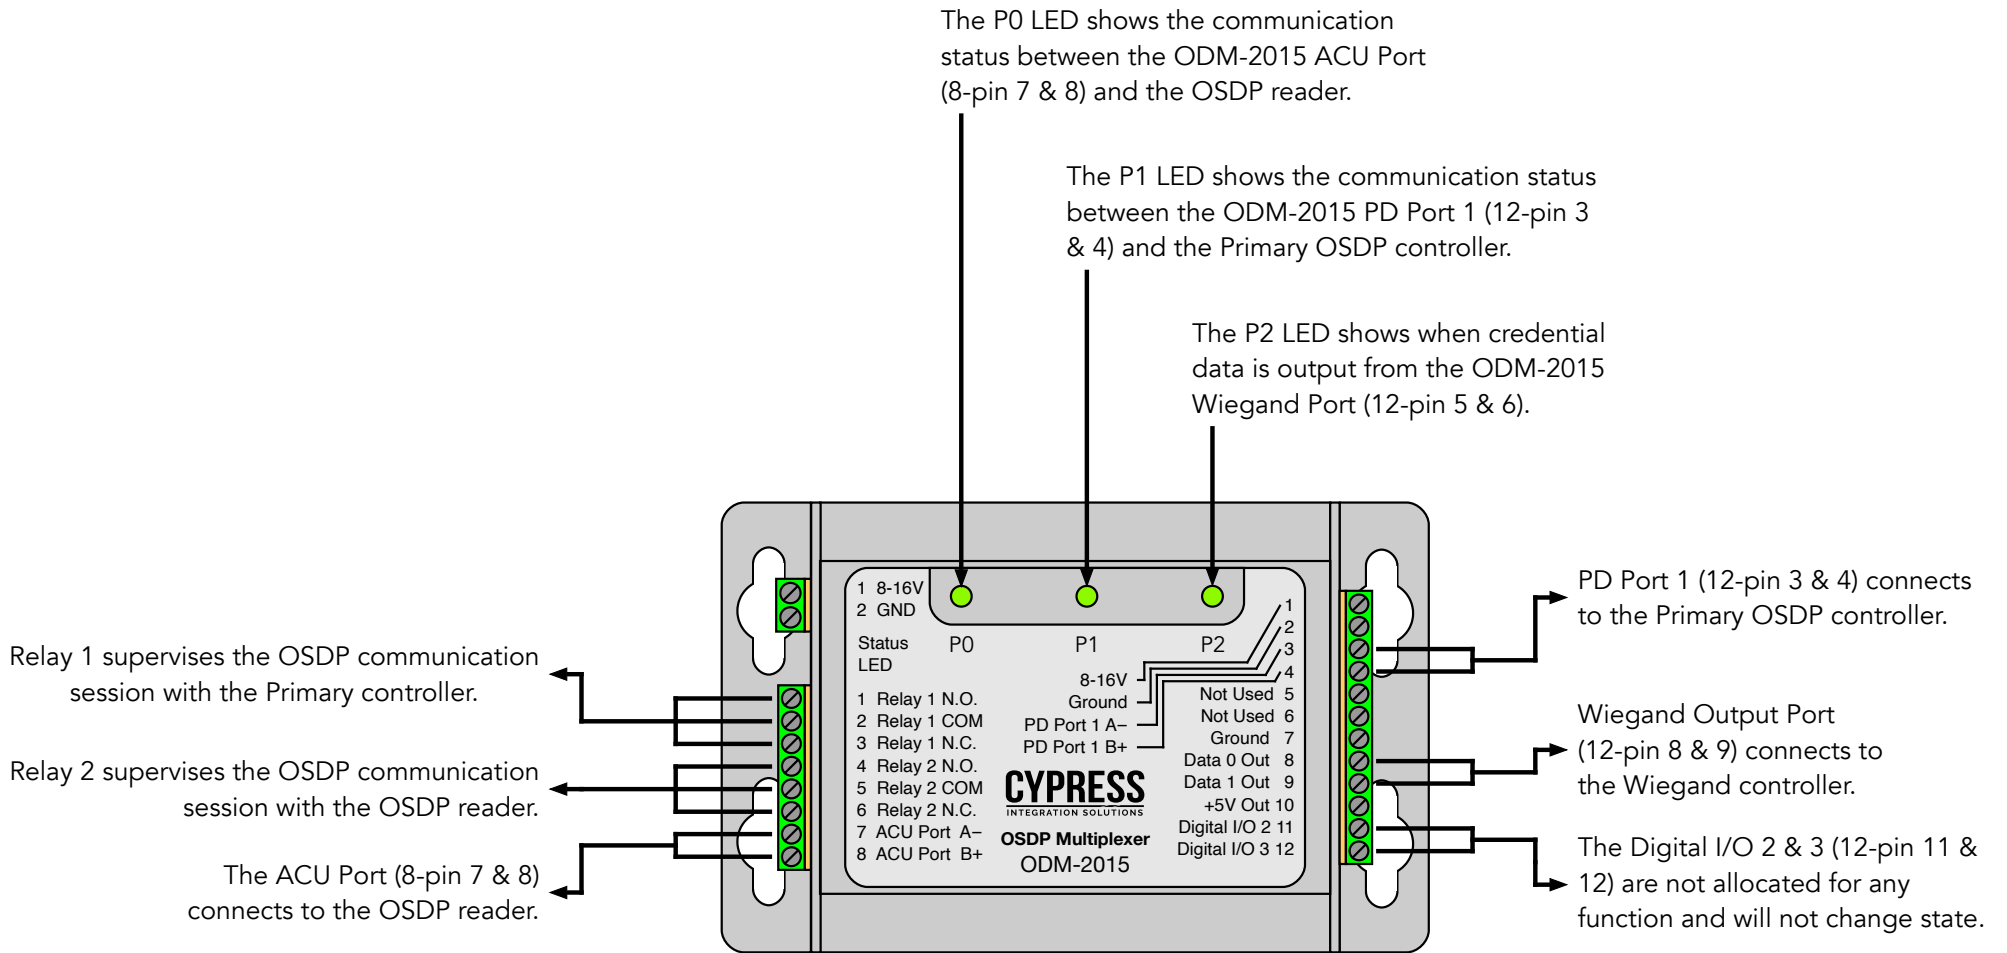 The P0 LED shows the communication
status between the ODM-2015 ACU Port
(8-pin 7 & 8) and the OSDP reader.
The P1 LED shows the communication status
between the ODM-2015 PD Port 1 (12-pin 3
& 4) and the Primary OSDP controller.
The P2 LED shows when credential
data is output from the ODM-2015
Wiegand Port (12-pin 5 & 6).
Relay 1 supervises the OSDP communication
session with the Primary controller.
Relay 2 supervises the OSDP communication
session with the OSDP reader.
The ACU Port (8-pin 7 & 8)
connects to the OSDP reader.
1 8-16V
2 GND
Status
LED
P0
P1
P2
1 Relay 1 N.O.
2 Relay 1 COM
3 Relay 1 N.C.
4 Relay 2 N.O.
5 Relay 2 COM
6 Relay 2 N.C.
7 ACU Port A–
8 ACU Port B+
1
2
3
4
8-16V
Ground
PD Port 1 A–
PD Port 1 B+
Not Used 5
Not Used 6
Ground 7
Data 0 Out 8
Data 1 Out 9
+5V Out 10
Digital I/O 2 11
Digital I/O 3 12
CYPRESS
INTEGRATION SOLUTIONS
OSDP Multiplexer
ODM-2015
PD Port 1 (12-pin 3 & 4) connects
to the Primary OSDP controller.
Wiegand Output Port
(12-pin 8 & 9) connects to
the Wiegand controller.
The Digital I/O 2 & 3 (12-pin 11 &
12) are not allocated for any
function and will not change state.